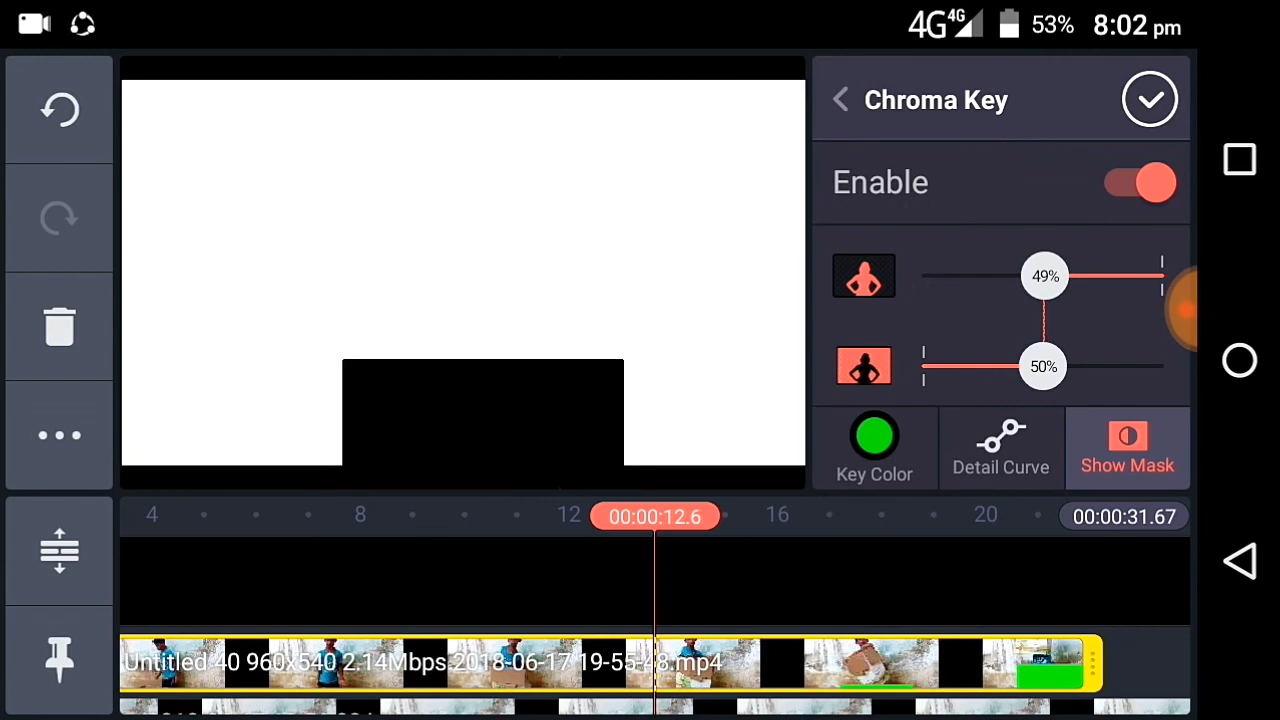 4G 4G 53% 8:02 pm
Chroma Key
Enable
49%
50%
Key Color
Detail Curve
Show Mask
4 8 12 00:00:12.6 16 20 00:00:31.67
Untitled 40 960x540 2.14Mbps 2018-06-17 19-55-48.mp4